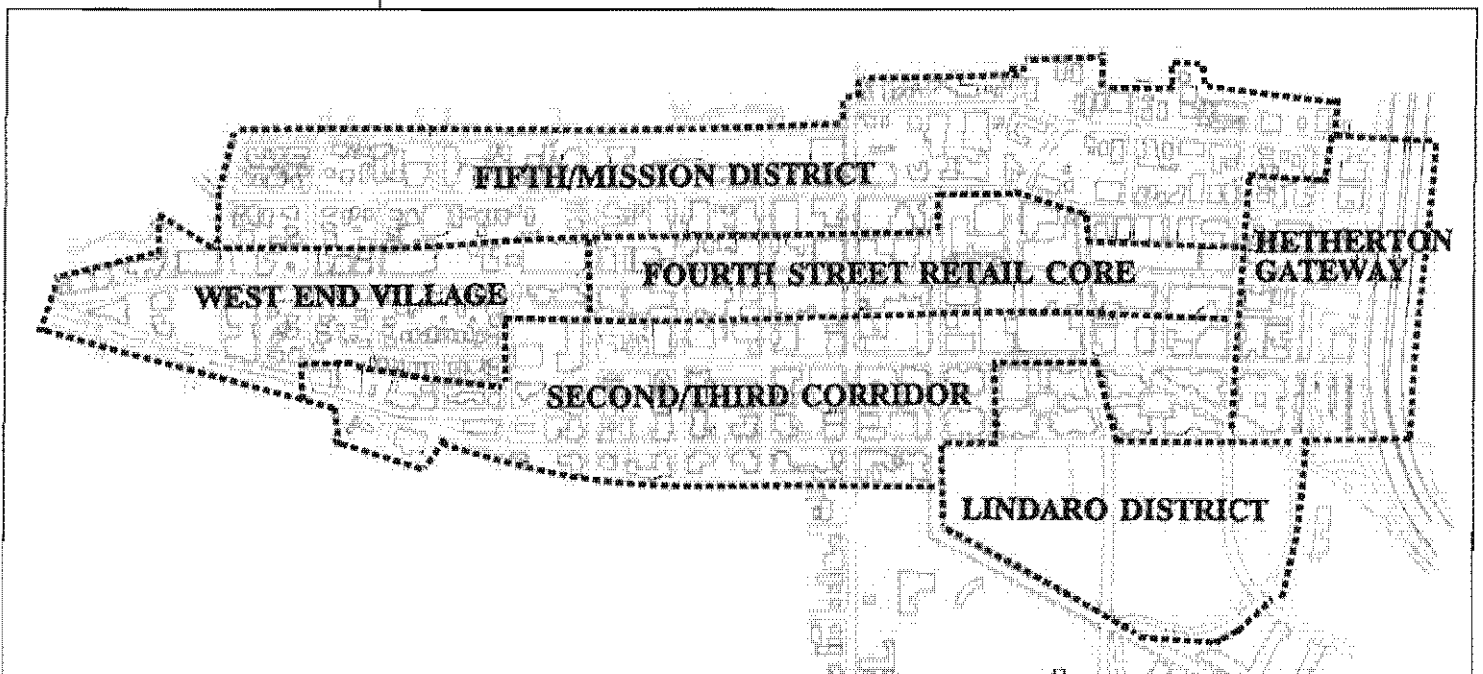 FIFTH/MISSION DISTRICT
HETHERTON
GATEWAY
FOURTH STREET RETAIL CORE
WEST END VILLAGE
SECOND/THIRD CORRIDOR
LINDARO DISTRICT